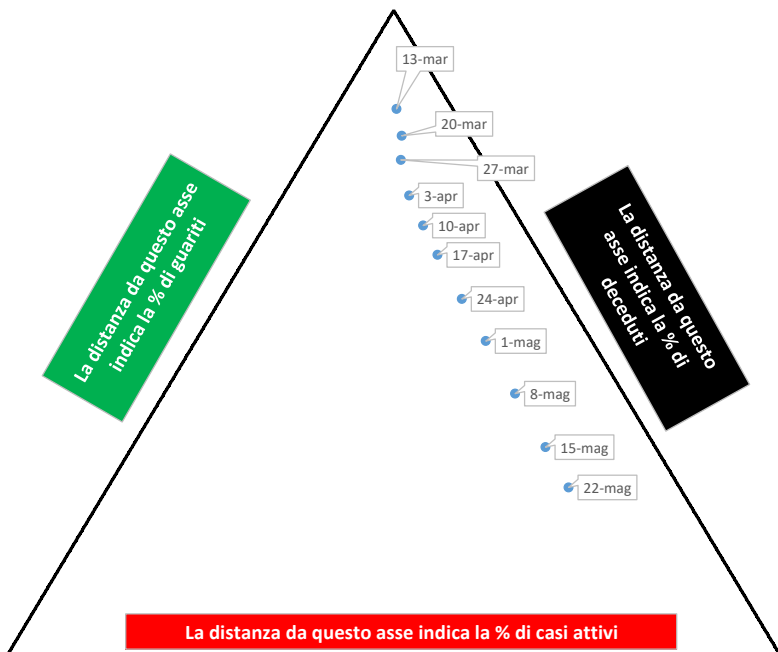 13-mar
20-mar
27-mar
3-apr
10-apr
17-apr
24-apr
1-mag
8-mag
15-mag
22-mag
La distanza da questo asse
indica la % di guariti
La distanza da questo
asse indica la % di
deceduti
La distanza da questo asse indica la % di casi attivi